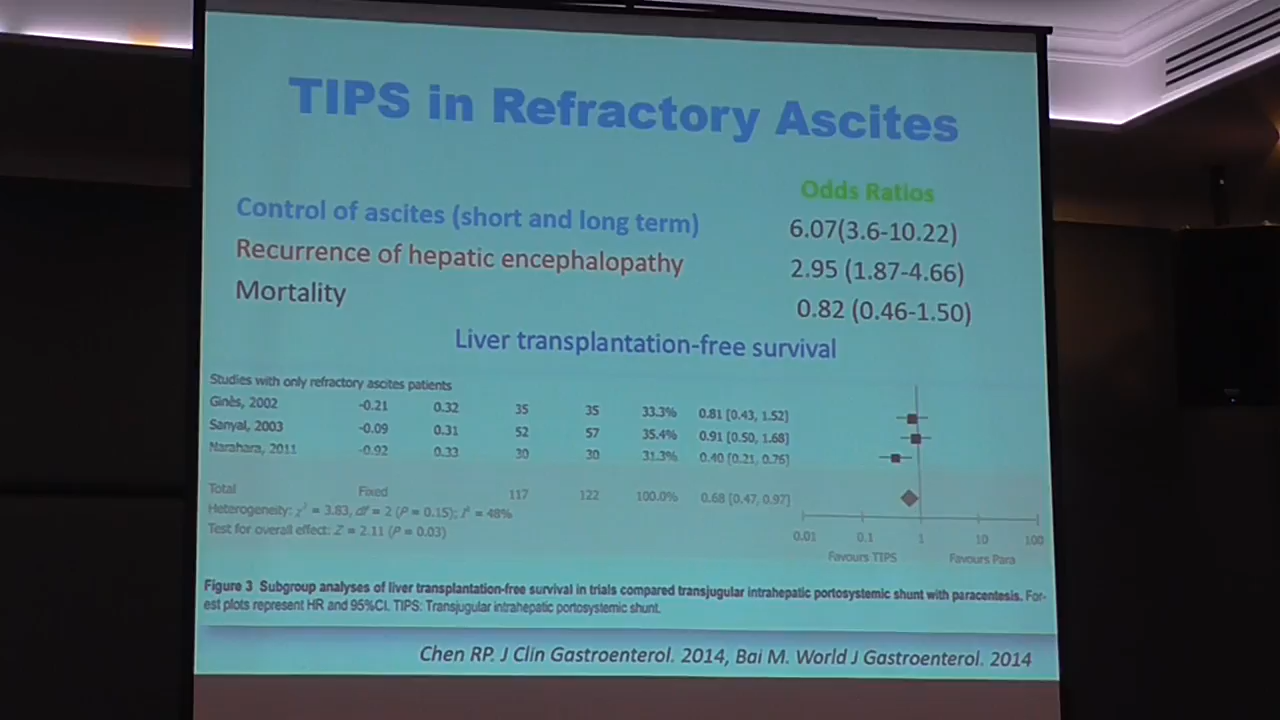 TIPS in Refractory Ascites
Odds Ratios
Control of ascites (short and long term) 6.07(3.6-10.22)
Recurrence of hepatic encephalopathy 2.95 (1.87-4.66)
Mortality 0.82 (0.46-1.50)
Liver transplantation-free survival
Studies with only refractory ascites patients
Ginès, 2002 -0.21 0.32 35 35 33.3% 0.81 [0.43, 1.52]
Sanyal, 2003 -0.09 0.31 52 57 35.4% 0.91 [0.50, 1.68]
Narahara, 2011 -0.92 0.33 30 30 31.3% 0.40 [0.21, 0.76]
Total Fixed 117 122 100.0% 0.68 [0.47, 0.97]
Heterogeneity: χ² = 3.83, df = 2 (P = 0.15); I² = 48%
Test for overall effect: Z = 2.11 (P = 0.03)
0.01 0.1 1 10 100
Favours TIPS Favours Para
Figure 3 Subgroup analyses of liver transplantation-free survival in trials compared transjugular intrahepatic portosystemic shunt with paracentesis. For-
est plots represent HR and 95%CI. TIPS: Transjugular intrahepatic portosystemic shunt.
Chen RP. J Clin Gastroenterol. 2014, Bai M. World J Gastroenterol. 2014